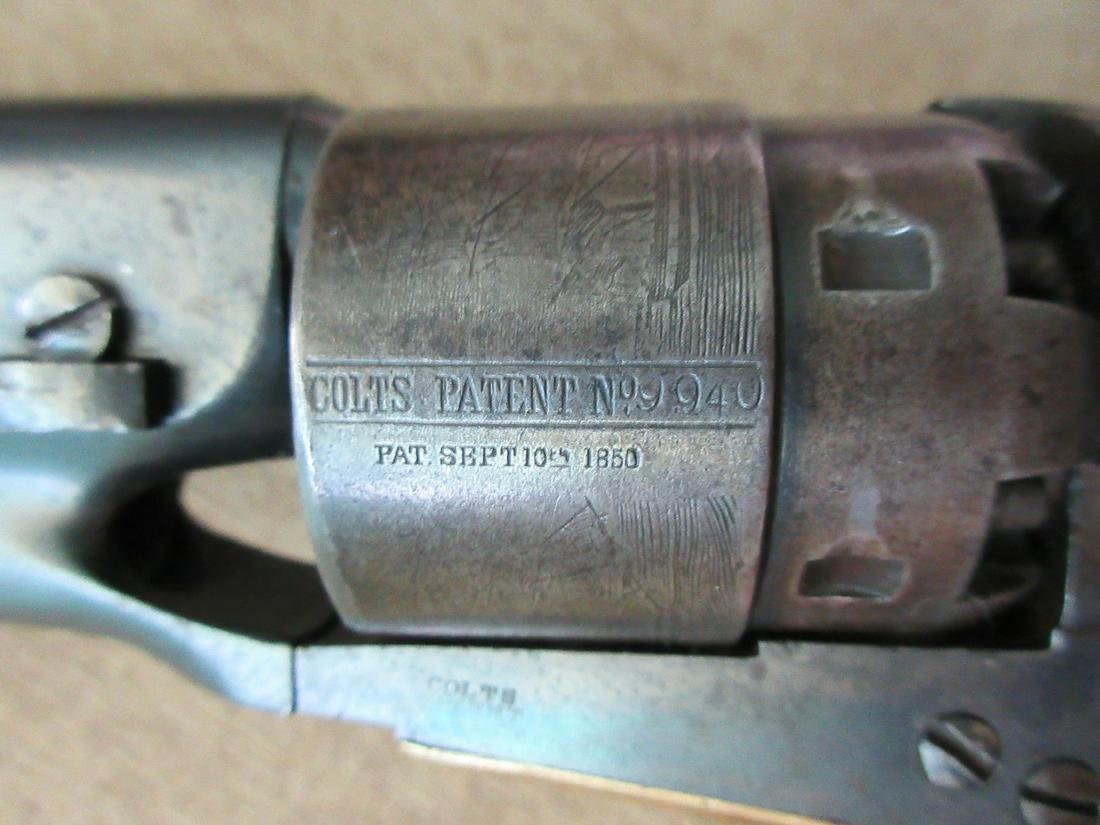 COLTS PATENT No. 9940
PAT. SEPT 10th 1850
COLTS